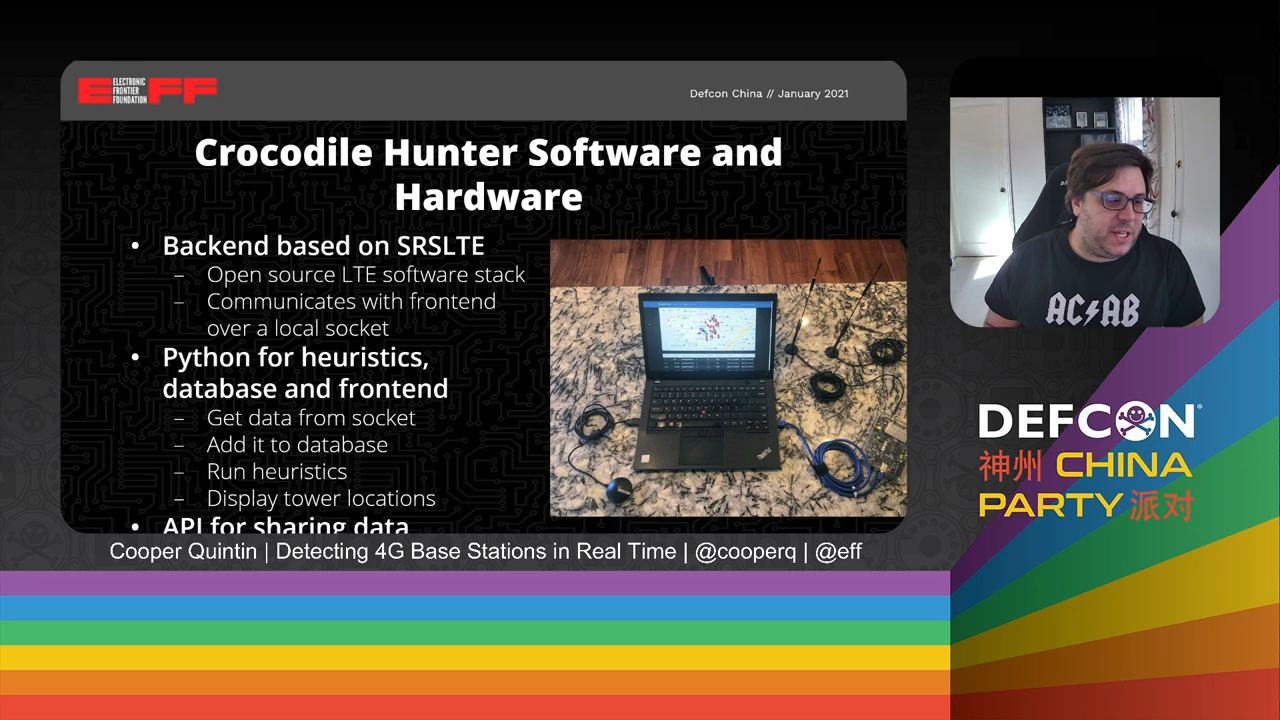 EFF
ELECTRONIC
FRONTIER
FOUNDATION
Defcon China // January 2021
Crocodile Hunter Software and
Hardware
• Backend based on SRSLTE
– Open source LTE software stack
– Communicates with frontend
over a local socket
• Python for heuristics,
database and frontend
– Get data from socket
– Add it to database
– Run heuristics
– Display tower locations
• API for sharing data
ThinkPad
Cooper Quintin | Detecting 4G Base Stations in Real Time | @cooperq | @eff
AC⚡AB
DEFCON®
神州 CHINA
PARTY 派对